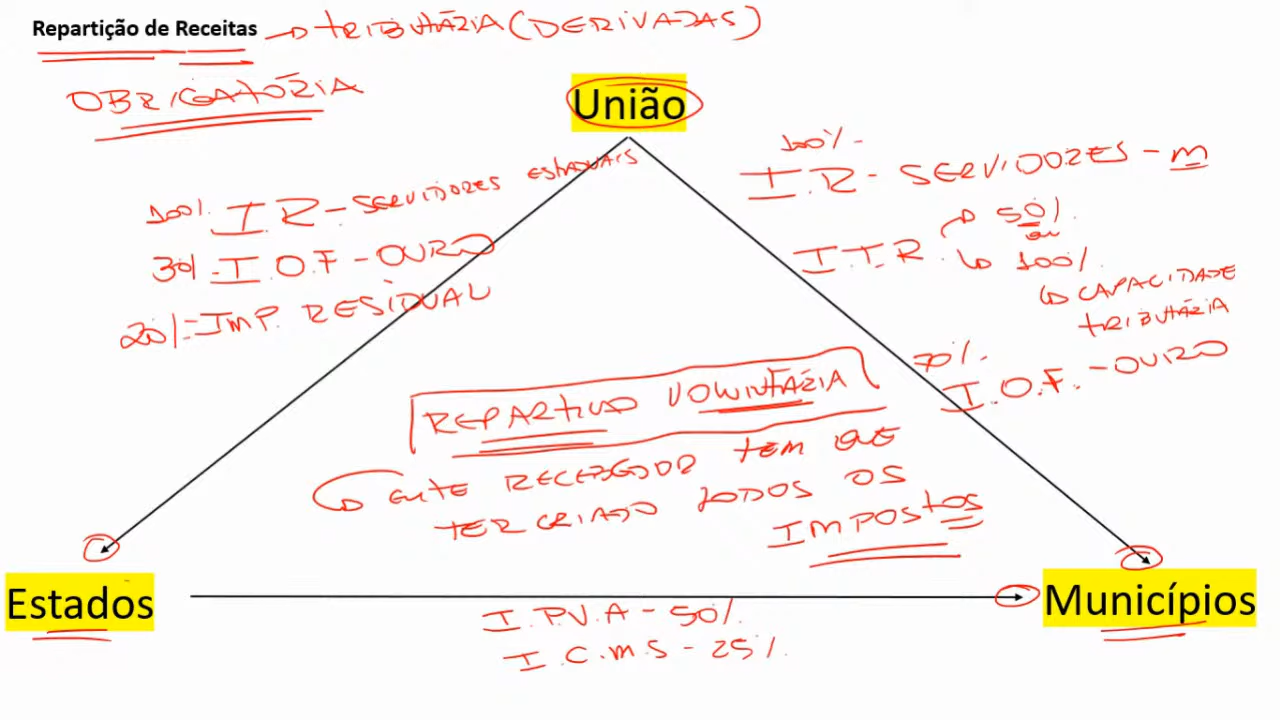 Repartição de Receitas → TRIBUTÁRIA (DERIVADAS)
OBRIGATÓRIA
União
100% I.R - SERVIDORES ESTADUAIS
30% - I.O.F - OURO
20% = IMP. RESIDUAL
100%.
I.R - SERVIDORES - M
I.T.R. → 50%.
ou
↳ 100%.
↳ CAPACIDADE
TRIBUTÁRIA
70%.
I.O.F. - OURO
REPARTIÇÃO VOLUNTÁRIA
↳ ENTE RECEBEDOR TEM QUE
TER CRIADO TODOS OS
IMPOSTOS
Estados
Municípios
I.P.V.A - 50%.
I.C.M.S - 25%.